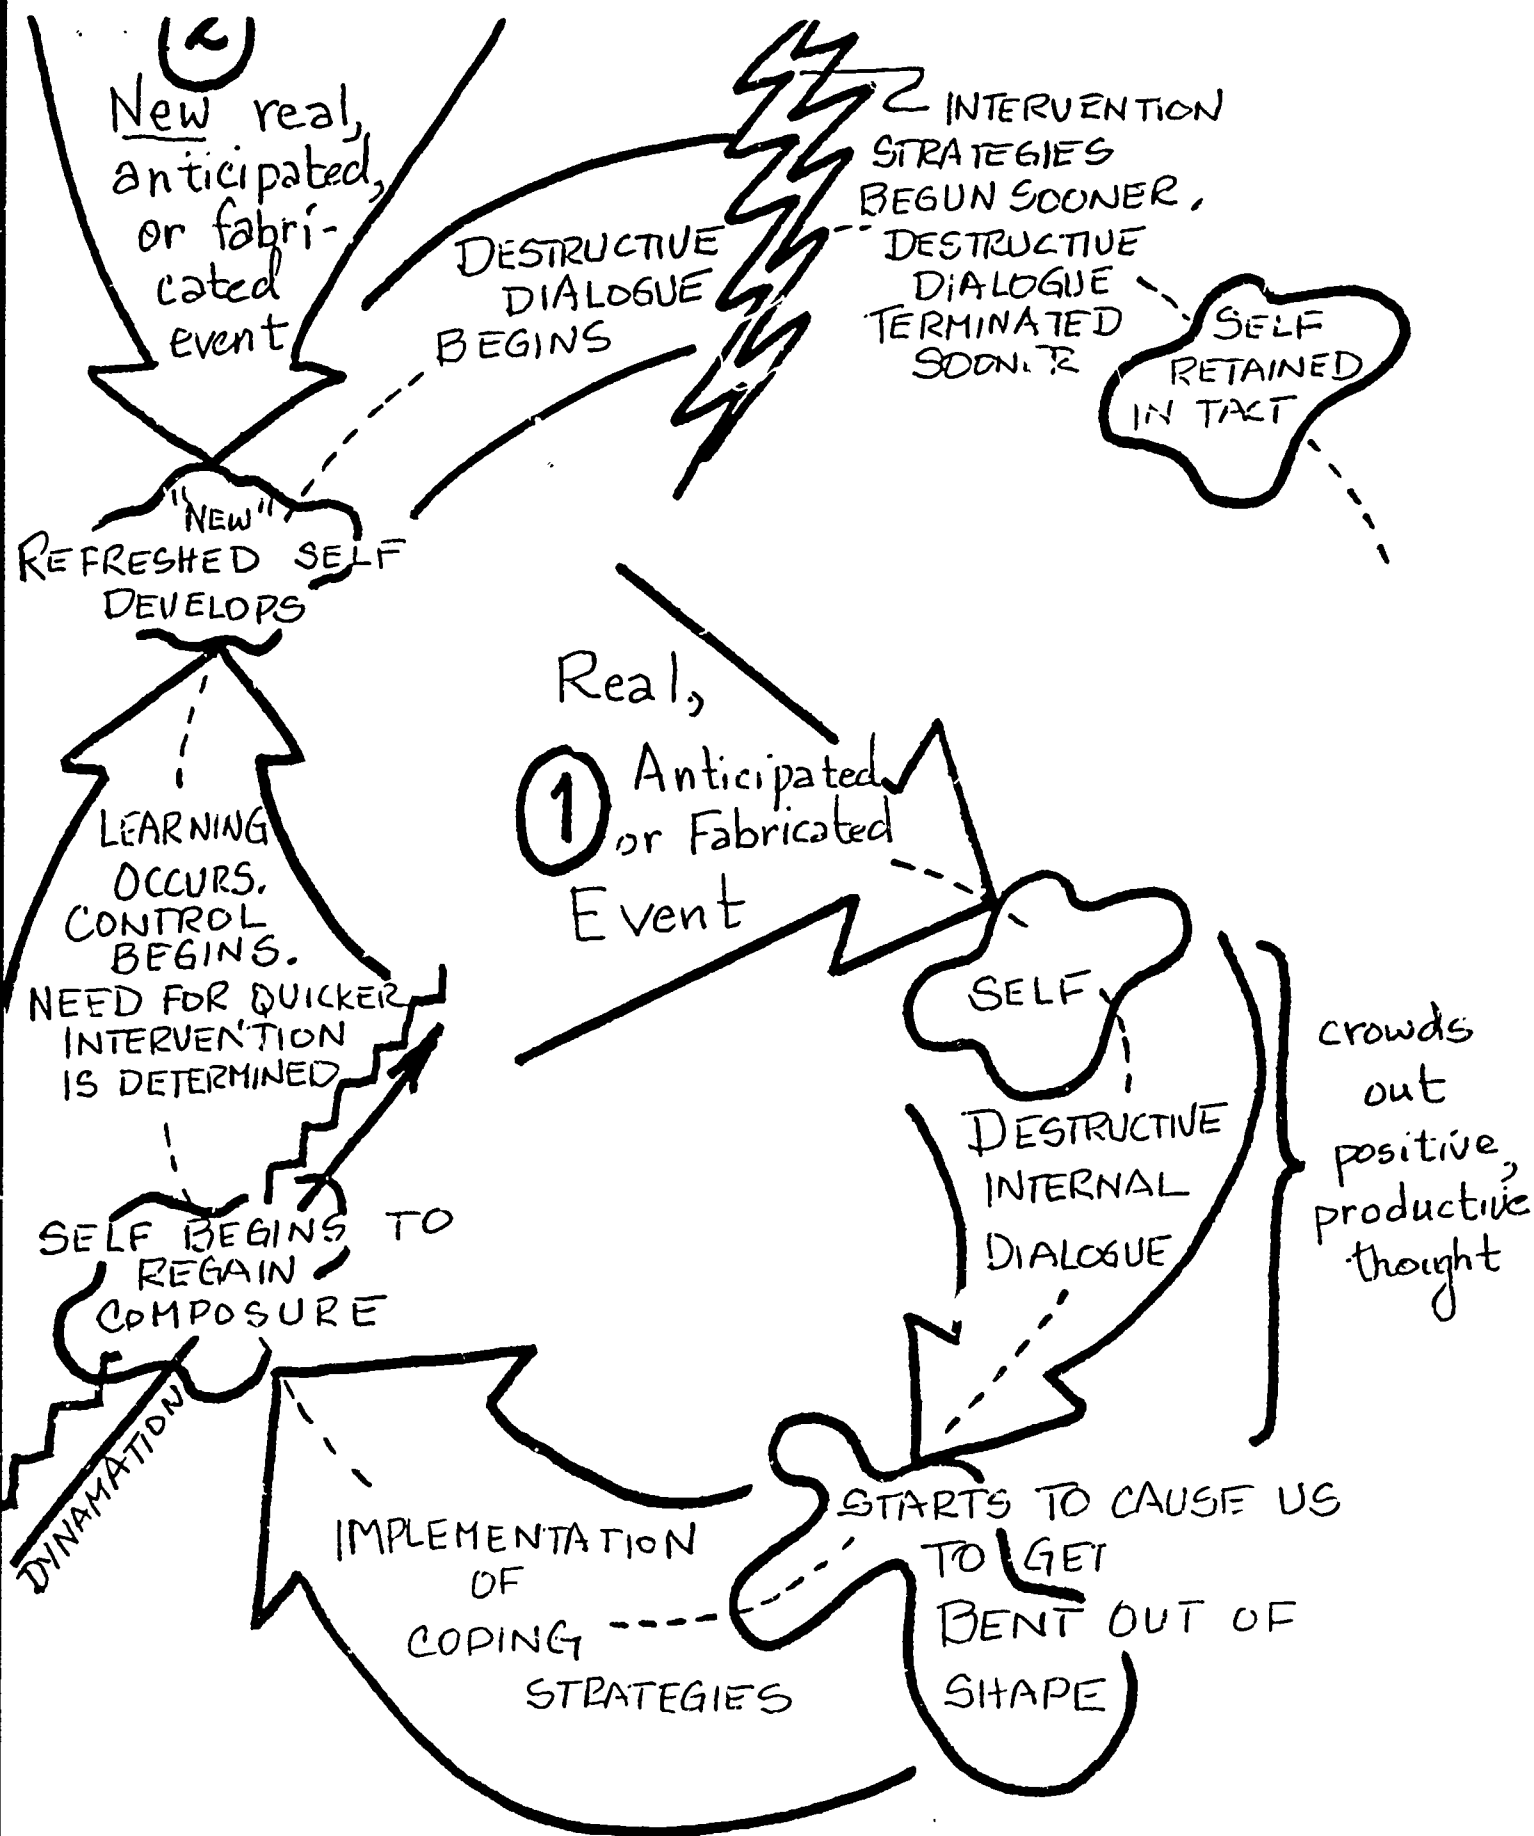 2
New real,
anticipated,
or fabri-
cated
event
INTERVENTION
STRATEGIES
BEGUN SOONER.
DESTRUCTIVE
DIALOGUE
TERMINATED
DESTRUCTIVE
DIALOGUE
BEGINS
SELF
RETAINED
IN TACT
"NEW"
REFRESHED SELF
DEVELOPS
Real,
1 Anticipated
or Fabricated
Event
SELF
DESTRUCTIVE
INTERNAL
DIALOGUE
crowds
out
positive,
productive
thought
STARTS TO CAUSE US
TO GET
BENT OUT OF
SHAPE
IMPLEMENTATION
OF
COPING
STRATEGIES
SELF BEGINS TO
REGAIN
COMPOSURE
DYNAMATION
LEARNING
OCCURS.
CONTROL
BEGINS.
NEED FOR QUICKER
INTERVENTION
IS DETERMINED